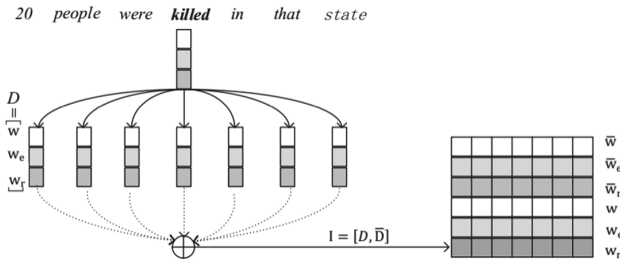 20 people were killed in that state
D
=
w
wₑ
wᵣ
I = [D, D̅]
w̅
w̅ₑ
w̅ᵣ
w
wₑ
wᵣ